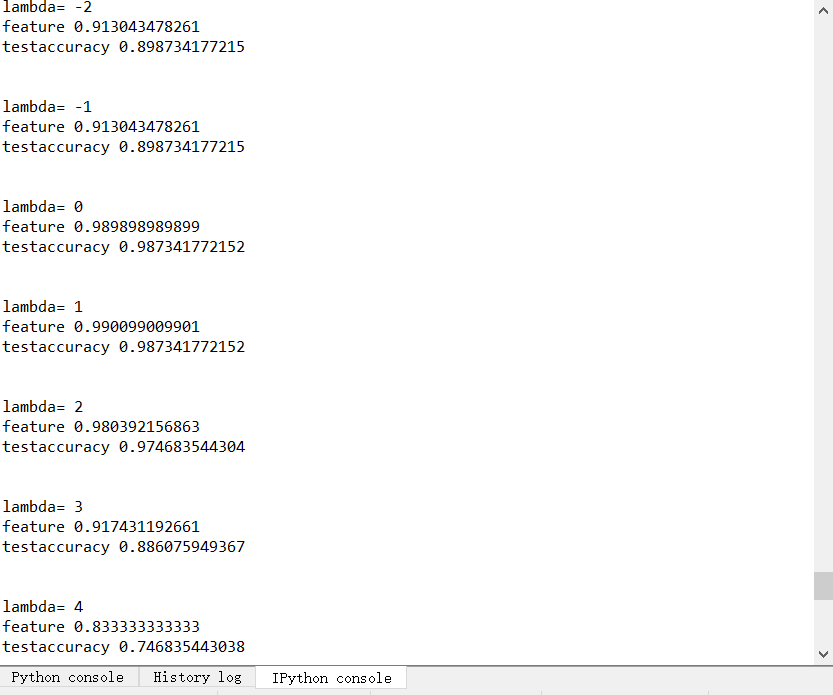 lambda= -2
feature 0.913043478261
testaccuracy 0.898734177215
lambda= -1
feature 0.913043478261
testaccuracy 0.898734177215
lambda= 0
feature 0.989898989899
testaccuracy 0.987341772152
lambda= 1
feature 0.990099009901
testaccuracy 0.987341772152
lambda= 2
feature 0.980392156863
testaccuracy 0.974683544304
lambda= 3
feature 0.917431192661
testaccuracy 0.886075949367
lambda= 4
feature 0.833333333333
testaccuracy 0.746835443038
Python console History log IPython console